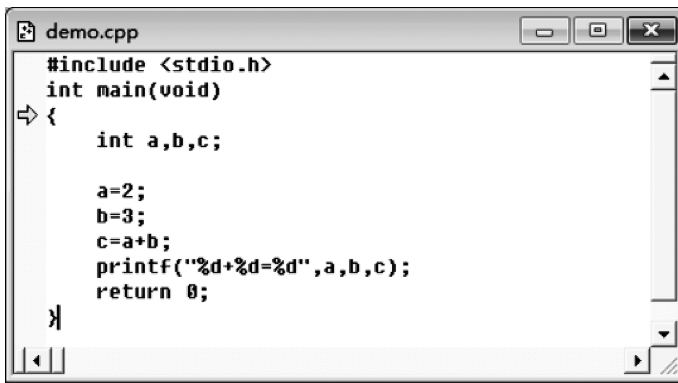 demo.cpp
#include <stdio.h>
int main(void)
{
    int a,b,c;

    a=2;
    b=3;
    c=a+b;
    printf("%d+%d=%d",a,b,c);
    return 0;
}